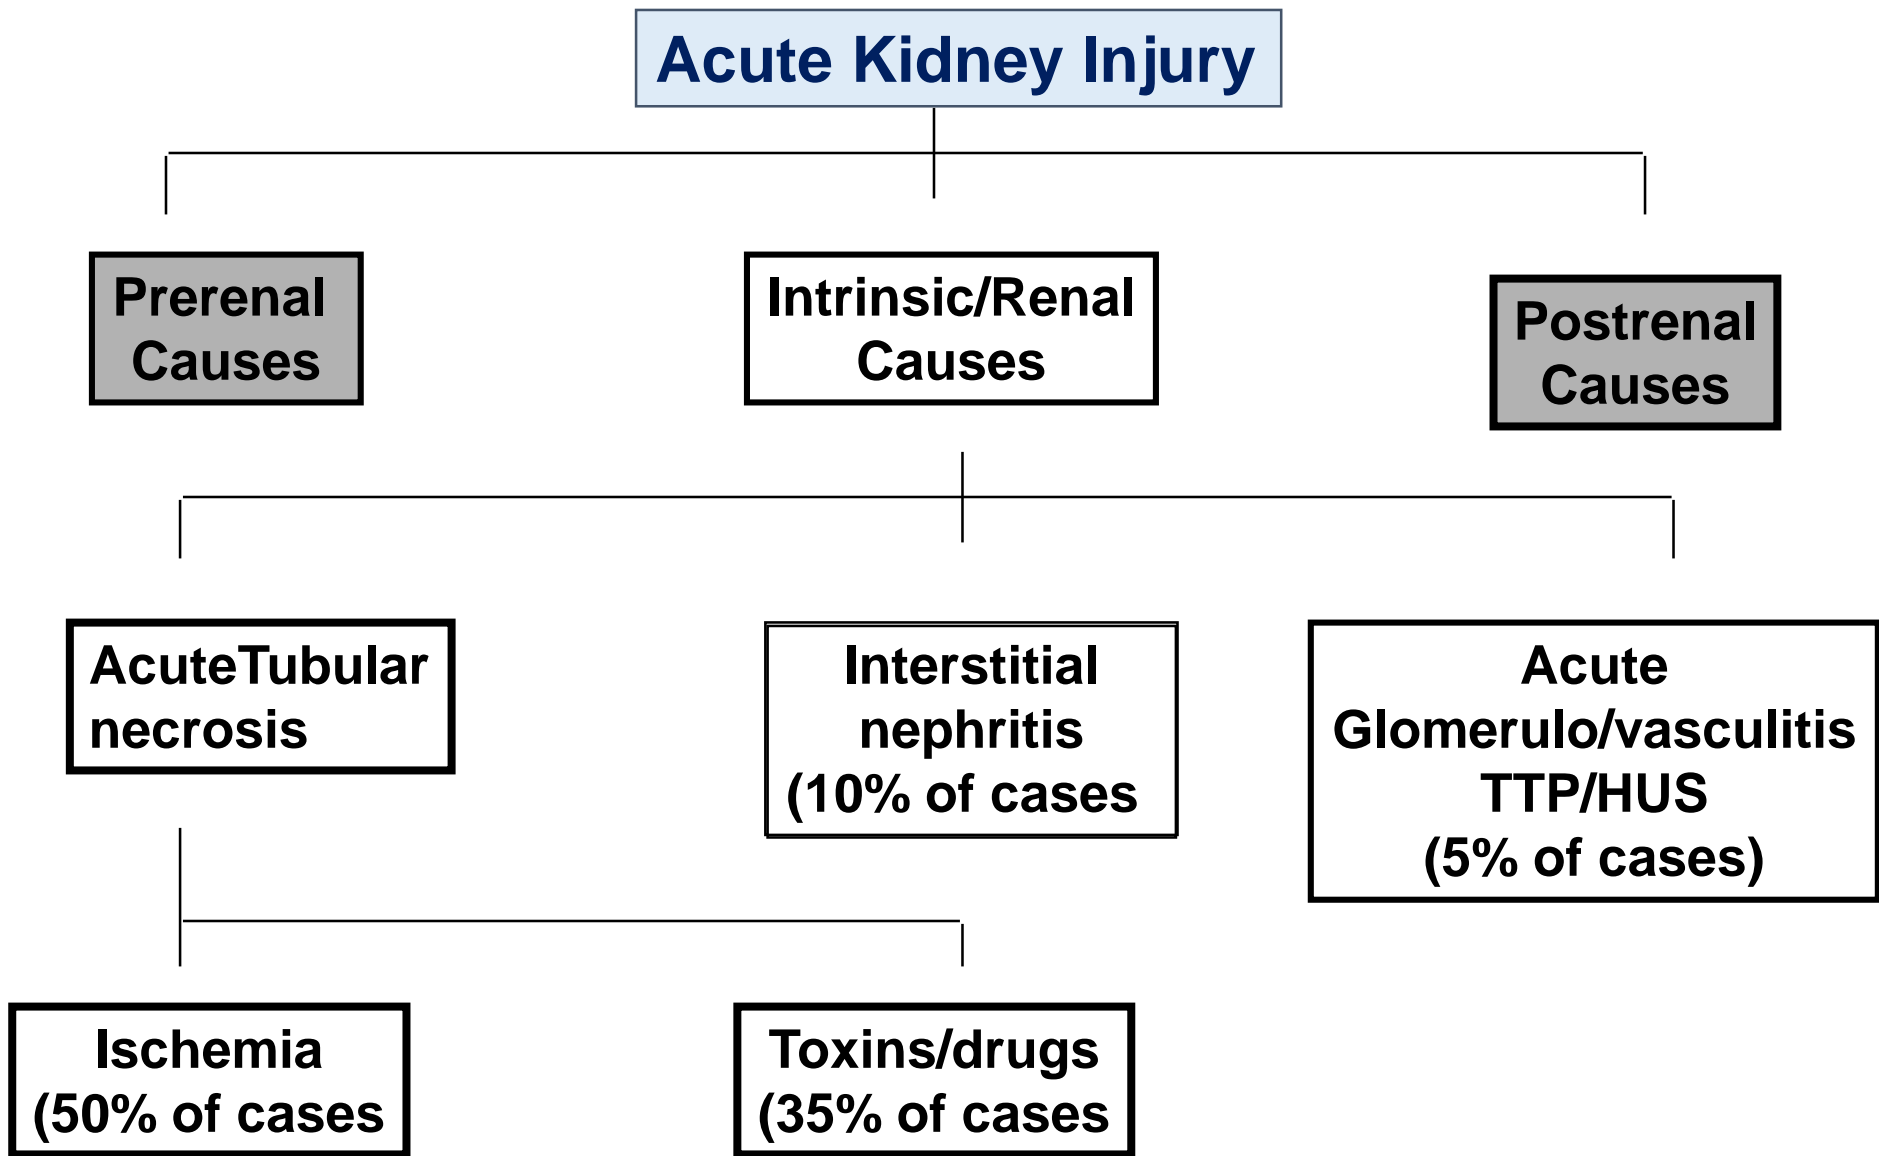 Acute Kidney Injury
Prerenal
Causes
Intrinsic/Renal
Causes
Postrenal
Causes
AcuteTubular
necrosis
Interstitial
nephritis
(10% of cases
Acute
Glomerulo/vasculitis
TTP/HUS
(5% of cases)
Ischemia
(50% of cases
Toxins/drugs
(35% of cases